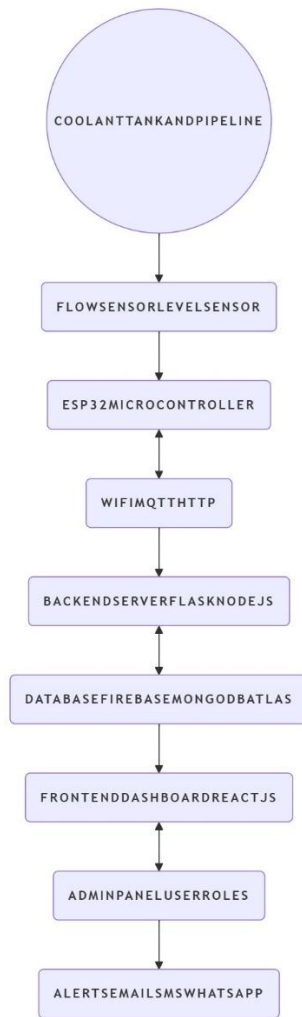 COOLANTTANKANDPIPELINE
FLOWSENSORLEVELSENSOR
ESP32MICROCONTROLLER
WIFIMQTTHTTP
BACKENDSERVERFLASKNODEJS
DATABASEFIREBASEMONGODBATLAS
FRONTENDDASHBOARDREACTJS
ADMINPANELUSERROLES
ALERTSEMAILSMSWHATSAPP